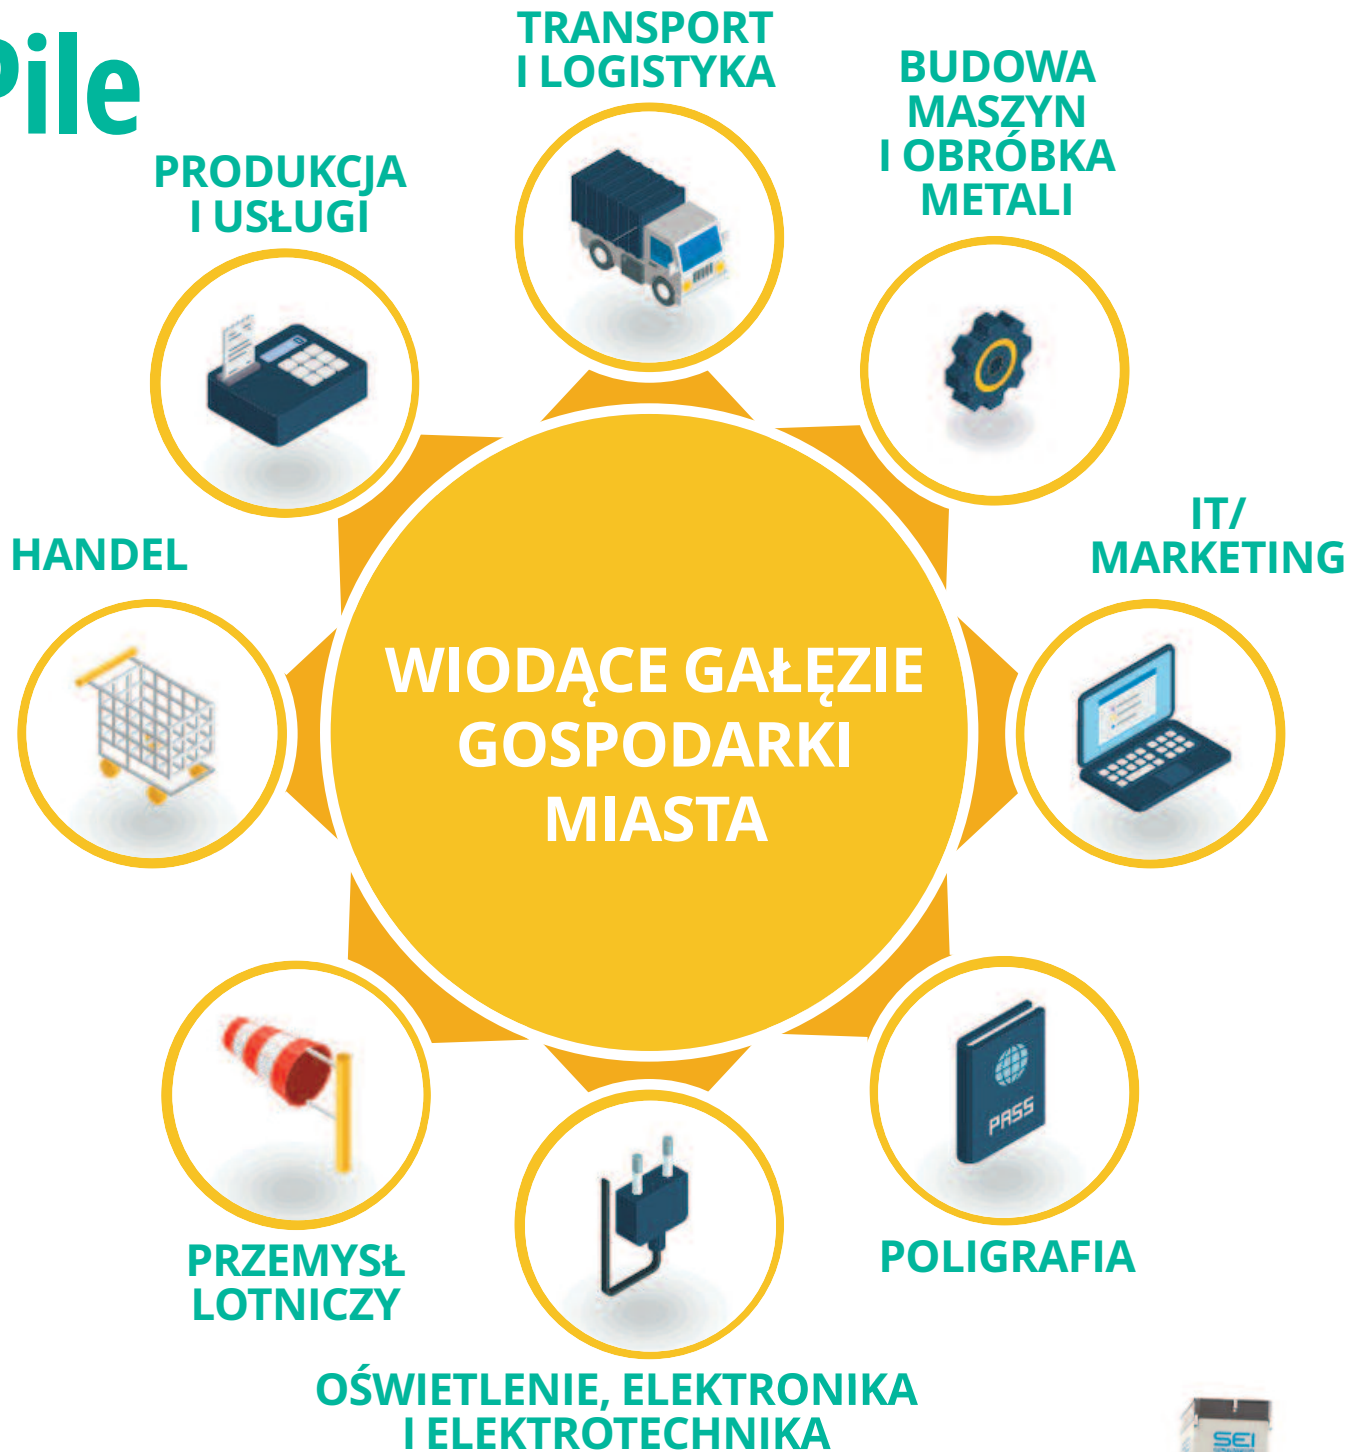 Pile
TRANSPORT
I LOGISTYKA
BUDOWA
MASZYN
I OBRÓBKA
METALI
PRODUKCJA
I USŁUGI
IT/
MARKETING
HANDEL
WIODĄCE GAŁĘZIE
GOSPODARKI
MIASTA
PASS
PRZEMYSŁ
LOTNICZY
POLIGRAFIA
OŚWIETLENIE, ELEKTRONIKA
I ELEKTROTECHNIKA
SEI